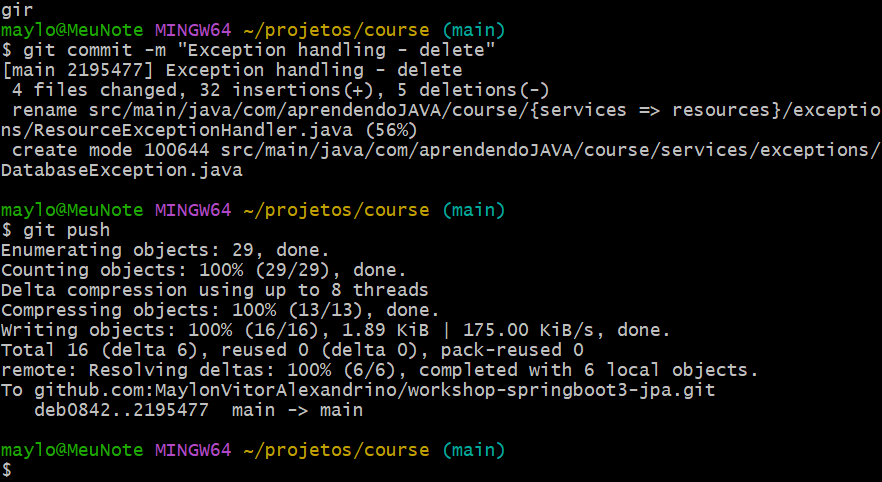 gir
maylo@MeuNote MINGW64 ~/projetos/course (main)
$ git commit -m "Exception handling - delete"
[main 2195477] Exception handling - delete
 4 files changed, 32 insertions(+), 5 deletions(-)
 rename src/main/java/com/aprendendoJAVA/course/{services => resources}/exceptio
ns/ResourceExceptionHandler.java (56%)
 create mode 100644 src/main/java/com/aprendendoJAVA/course/services/exceptions/
DatabaseException.java

maylo@MeuNote MINGW64 ~/projetos/course (main)
$ git push
Enumerating objects: 29, done.
Counting objects: 100% (29/29), done.
Delta compression using up to 8 threads
Compressing objects: 100% (13/13), done.
Writing objects: 100% (16/16), 1.89 KiB | 175.00 KiB/s, done.
Total 16 (delta 6), reused 0 (delta 0), pack-reused 0
remote: Resolving deltas: 100% (6/6), completed with 6 local objects.
To github.com:MaylonVitorAlexandrino/workshop-springboot3-jpa.git
   deb0842..2195477  main -> main

maylo@MeuNote MINGW64 ~/projetos/course (main)
$